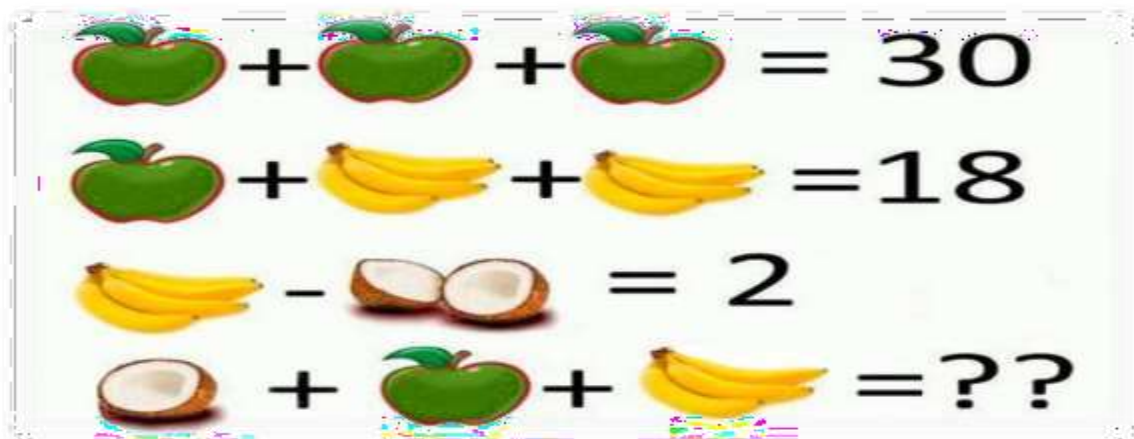 + + = 30
+ + =18
- = 2
+ + =??